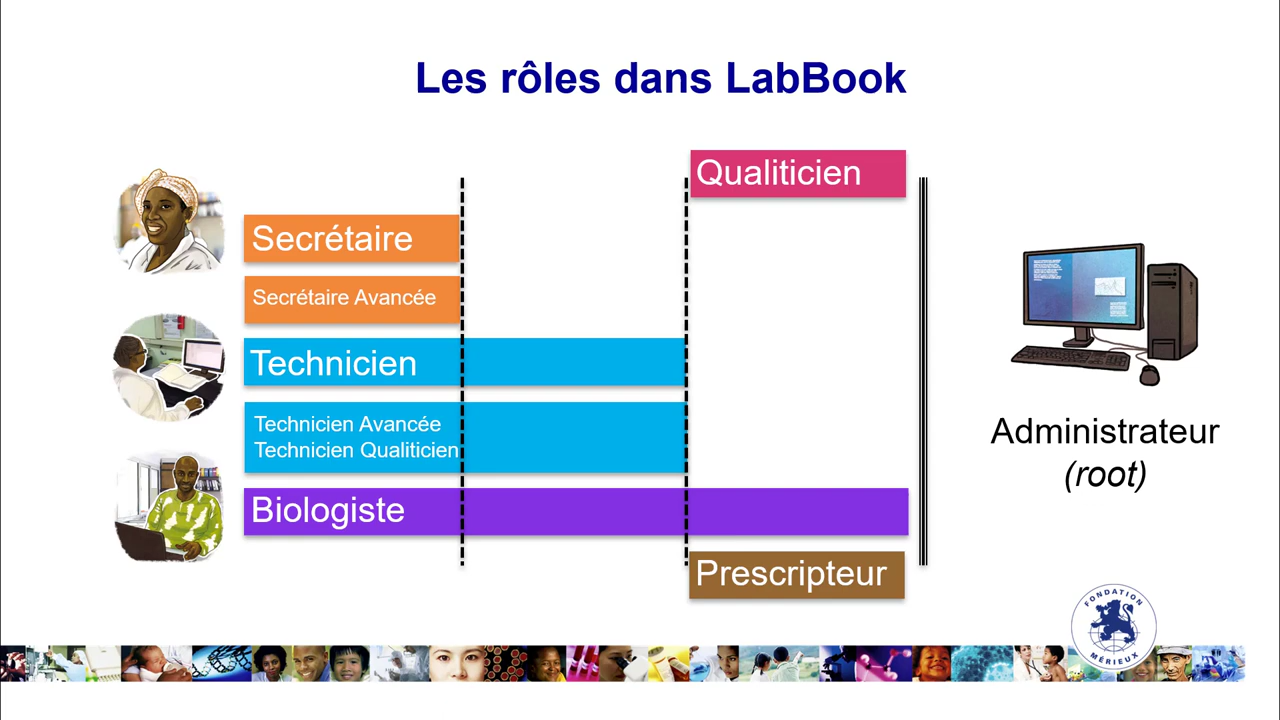 Les rôles dans LabBook
Qualiticien
Secrétaire
Secrétaire Avancée
Technicien
Technicien Avancée
Technicien Qualiticien
Biologiste
Prescripteur
Administrateur
(root)
FONDATION
MÉRIEUX